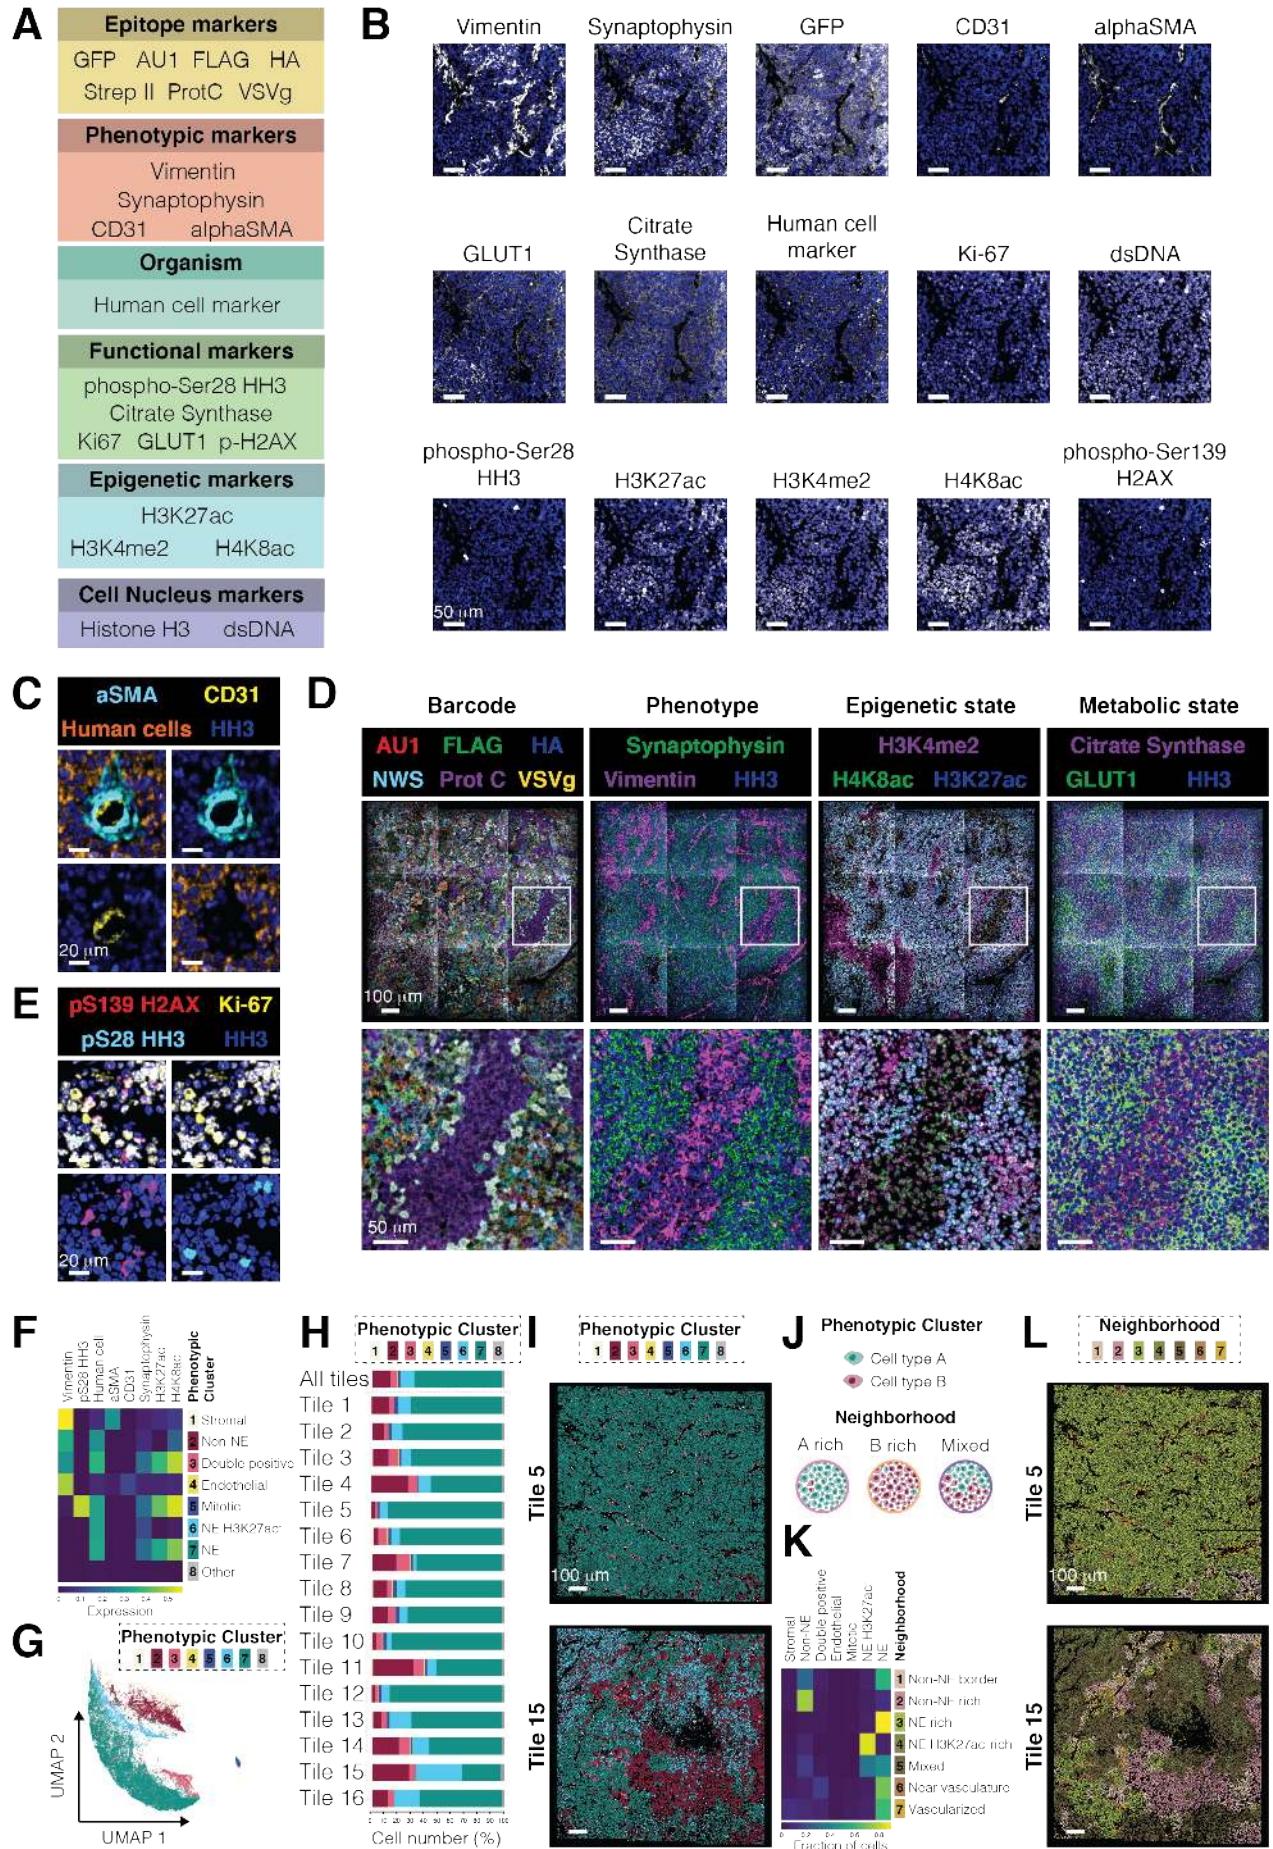 A
Epitope markers
GFP AU1 FLAG HA
Strep II ProtC VSVg
Phenotypic markers
Vimentin
Synaptophysin
CD31 alphaSMA
Organism
Human cell marker
Functional markers
phospho-Ser28 HH3
Citrate Synthase
Ki67 GLUT1 p-H2AX
Epigenetic markers
H3K27ac
H3K4me2 H4K8ac
Cell Nucleus markers
Histone H3 dsDNA
B
Vimentin Synaptophysin GFP CD31 alphaSMA
GLUT1 Citrate Synthase Human cell marker Ki-67 dsDNA
phospho-Ser28 HH3 H3K27ac H3K4me2 H4K8ac phospho-Ser139 H2AX
50 µm
C
aSMA CD31
Human cells HH3
20 µm
D
Barcode Phenotype Epigenetic state Metabolic state
AU1 FLAG HA Synaptophysin H3K4me2 Citrate Synthase
NWS Prot C VSVg Vimentin HH3 H4K8ac H3K27ac GLUT1 HH3
100 µm
50 µm
E
pS139 H2AX Ki-67
pS28 HH3 HH3
20 µm
F
Vimentin
pS28 HH3
Human cell
aSMA
CD31
Synaptophysin
H3K27ac
H4K8ac
Phenotypic Cluster
1 Stromal
2 Non NE
3 Double positive
4 Endothelial
5 Mitotic
6 NE H3K27ac+
7 NE
8 Other
Expression
G
Phenotypic Cluster
1 2 3 4 5 6 7 8
UMAP 2
UMAP 1
H
Phenotypic Cluster
1 2 3 4 5 6 7 8
All tiles
Tile 1
Tile 2
Tile 3
Tile 4
Tile 5
Tile 6
Tile 7
Tile 8
Tile 9
Tile 10
Tile 11
Tile 12
Tile 13
Tile 14
Tile 15
Tile 16
0 10 20 30 40 50 60 70 80 90 100
Cell number (%)
I
Phenotypic Cluster
1 2 3 4 5 6 7 8
Tile 5
100 µm
Tile 15
J
Phenotypic Cluster
Cell type A
Cell type B
Neighborhood
A rich B rich Mixed
K
Stromal
Non-NE
Double positive
Endothelial
Mitotic
NE H3K27ac
NE
Neighborhood
1 Non-NE border
2 Non-NE rich
3 NE rich
4 NE H3K27ac rich
5 Mixed
6 Near vasculature
7 Vascularized
Fraction of cells
L
Neighborhood
1 2 3 4 5 6 7
Tile 5
100 µm
Tile 15